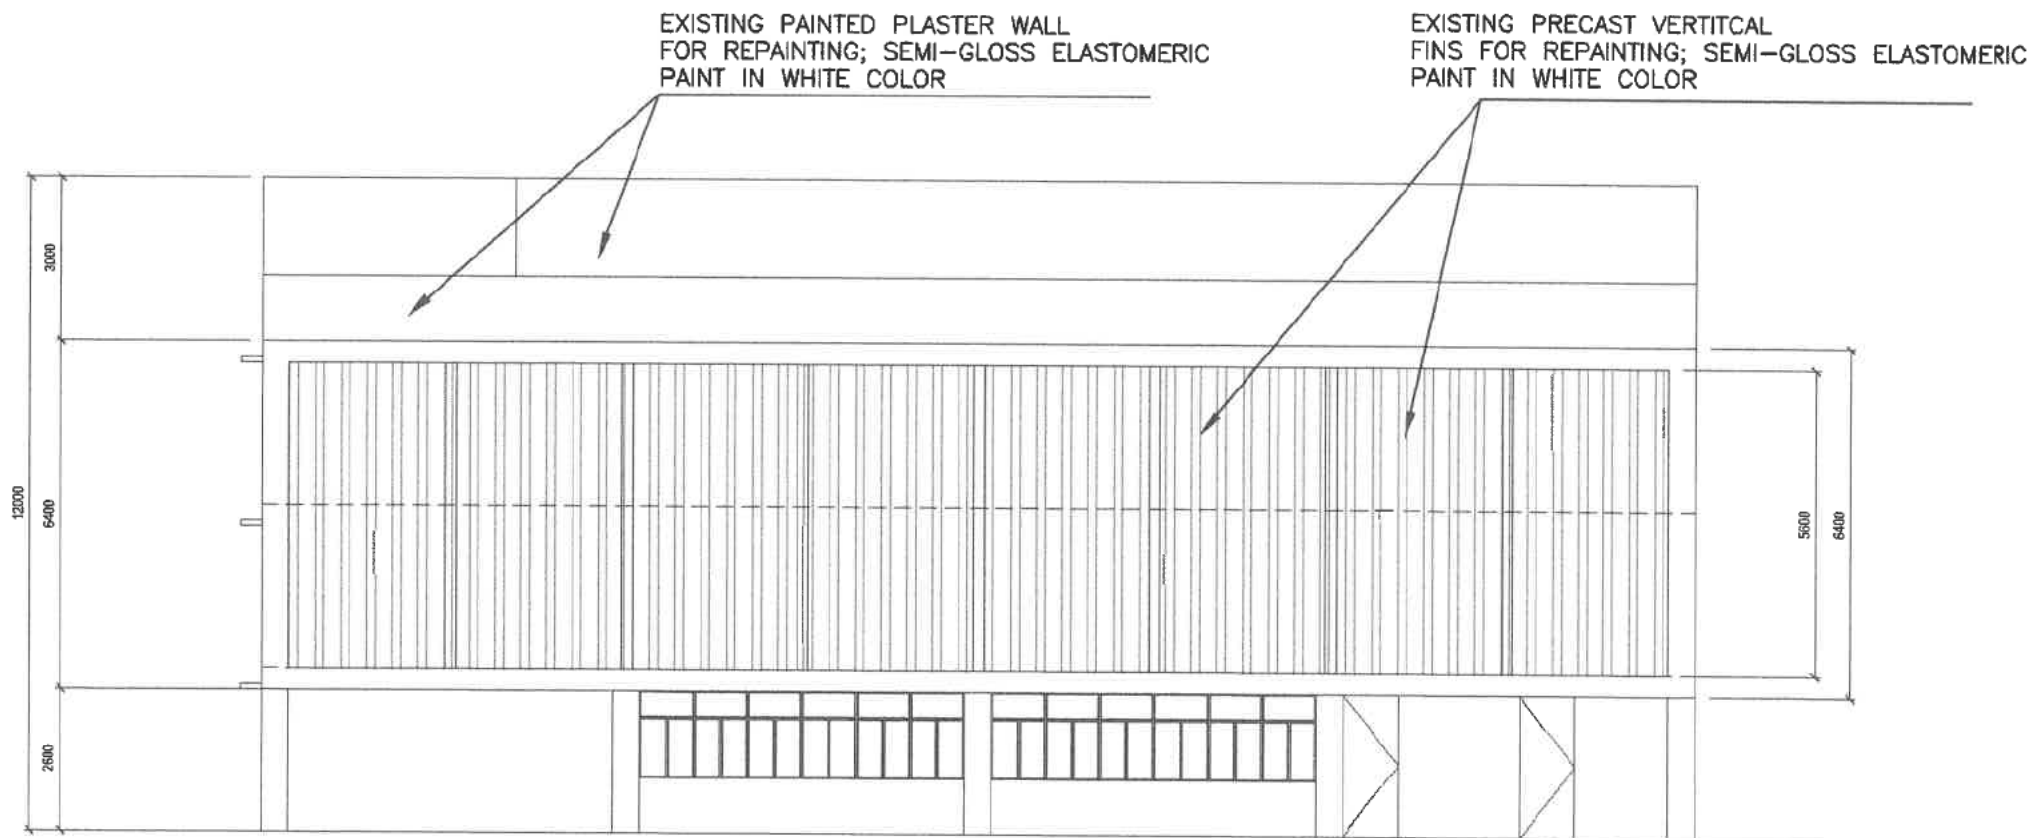 EXISTING PAINTED PLASTER WALL
FOR REPAINTING; SEMI-GLOSS ELASTOMERIC
PAINT IN WHITE COLOR
EXISTING PRECAST VERTITCAL
FINS FOR REPAINTING; SEMI-GLOSS ELASTOMERIC
PAINT IN WHITE COLOR
3000
12000
6400
2600
5600
6400